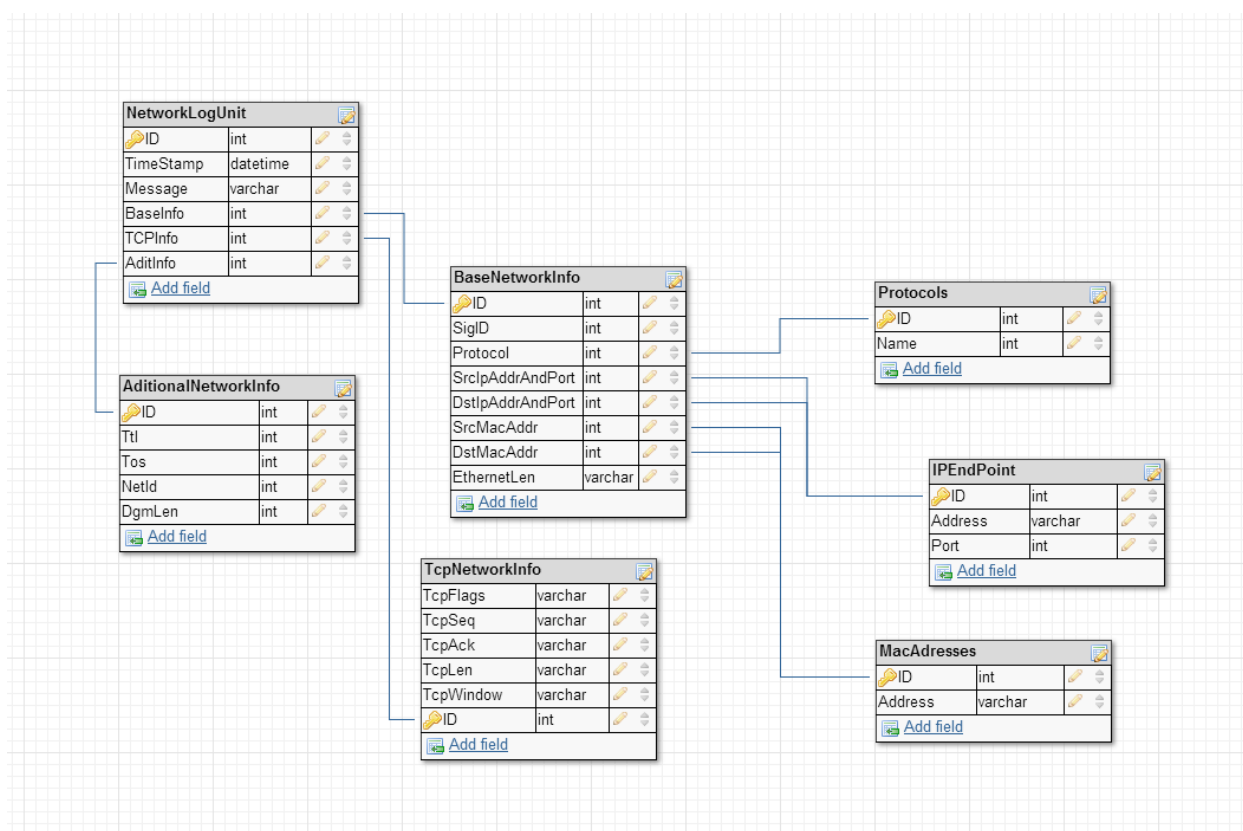 NetworkLogUnit
ID int
TimeStamp datetime
Message varchar
BaseInfo int
TCPInfo int
AditInfo int
Add field
AditionalNetworkInfo
ID int
Ttl int
Tos int
NetId int
DgmLen int
Add field
BaseNetworkInfo
ID int
SigID int
Protocol int
SrcIpAddrAndPort int
DstIpAddrAndPort int
SrcMacAddr int
DstMacAddr int
EthernetLen varchar
Add field
TcpNetworkInfo
TcpFlags varchar
TcpSeq varchar
TcpAck varchar
TcpLen varchar
TcpWindow varchar
ID int
Add field
Protocols
ID int
Name int
Add field
IPEndPoint
ID int
Address varchar
Port int
Add field
MacAdresses
ID int
Address varchar
Add field